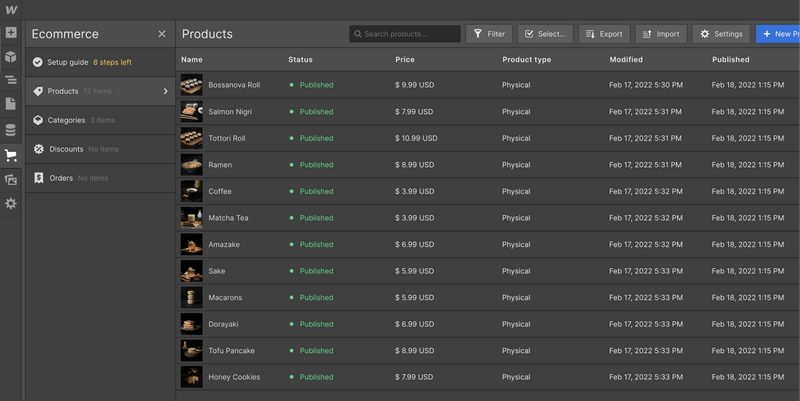 W
Ecommerce
Setup guide 8 steps left
Products 12 items
Categories 3 items
Discounts No items
Orders No items
Products
Search products...
Filter
Select...
Export
Import
Settings
+ New Pr
Name Status Price Product type Modified Published
Bossanova Roll Published $ 9.99 USD Physical Feb 17, 2022 5:30 PM Feb 18, 2022 1:15 PM
Salmon Nigri Published $ 7.99 USD Physical Feb 17, 2022 5:31 PM Feb 18, 2022 1:15 PM
Tottori Roll Published $ 10.99 USD Physical Feb 17, 2022 5:31 PM Feb 18, 2022 1:15 PM
Ramen Published $ 8.99 USD Physical Feb 17, 2022 5:31 PM Feb 18, 2022 1:15 PM
Coffee Published $ 3.99 USD Physical Feb 17, 2022 5:32 PM Feb 18, 2022 1:15 PM
Matcha Tea Published $ 3.99 USD Physical Feb 17, 2022 5:32 PM Feb 18, 2022 1:15 PM
Amazake Published $ 6.99 USD Physical Feb 17, 2022 5:32 PM Feb 18, 2022 1:15 PM
Sake Published $ 5.99 USD Physical Feb 17, 2022 5:33 PM Feb 18, 2022 1:15 PM
Macarons Published $ 5.99 USD Physical Feb 17, 2022 5:33 PM Feb 18, 2022 1:15 PM
Dorayaki Published $ 6.99 USD Physical Feb 17, 2022 5:33 PM Feb 18, 2022 1:15 PM
Tofu Pancake Published $ 8.99 USD Physical Feb 17, 2022 5:33 PM Feb 18, 2022 1:15 PM
Honey Cookies Published $ 7.99 USD Physical Feb 17, 2022 5:33 PM Feb 18, 2022 1:15 PM